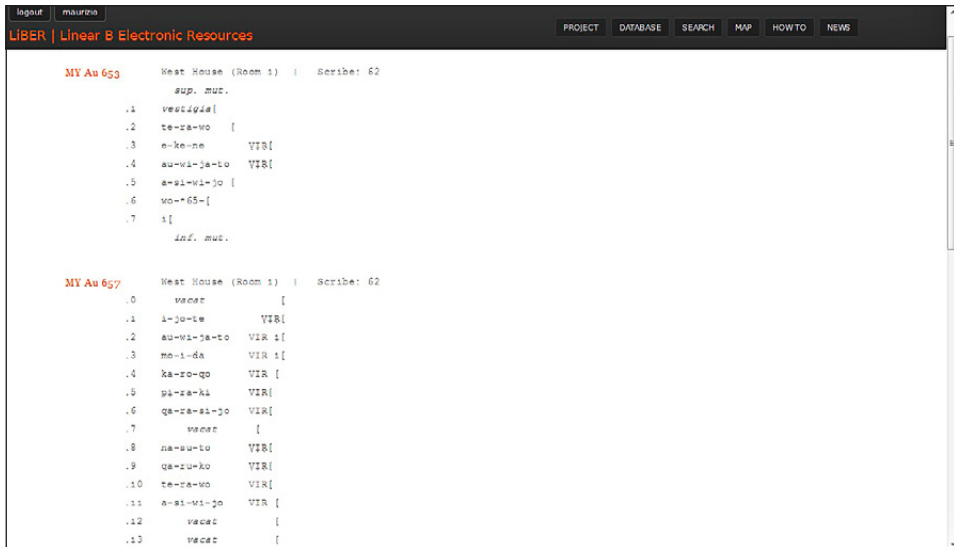 logout maurizio
LiBER | Linear B Electronic Resources PROJECT DATABASE SEARCH MAP HOW TO NEWS
MY Au 653 West House (Room 1) | Scribe: 62
sup. mut.
.1 vestigia[
.2 te-ra-wo [
.3 e-ke-ne VIR[
.4 au-wi-ja-to VIR[
.5 a-si-wi-jo [
.6 wo-*65-[
.7 i[
inf. mut.
MY Au 657 West House (Room 1) | Scribe: 62
.0 vacat [
.1 i-jo-te VIR[
.2 au-wi-ja-to VIR 1[
.3 mo-i-da VIR 1[
.4 ka-ro-qo VIR [
.5 pi-ra-ki VIR[
.6 qa-ra-si-jo VIR[
.7 vacat [
.8 na-su-to VIR[
.9 qa-ru-ko VIR[
.10 te-ra-wo VIR[
.11 a-si-wi-jo VIR [
.12 vacat [
.13 vacat [